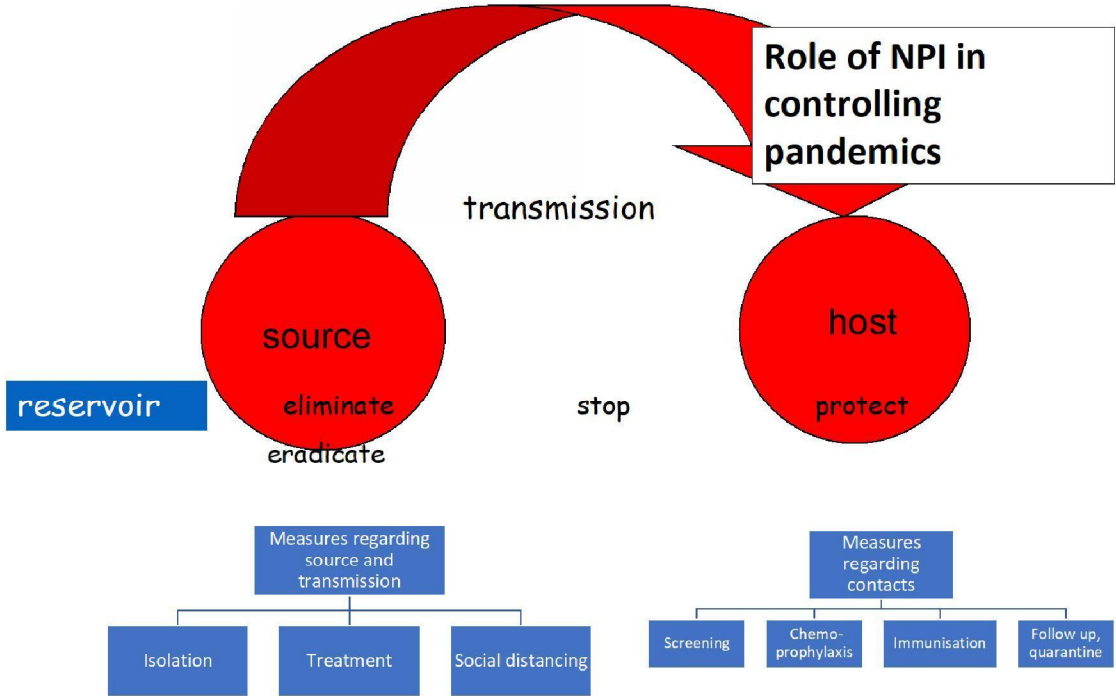 Role of NPI in
controlling
pandemics
transmission
source
host
reservoir
eliminate
stop
protect
eradicate
Measures regarding
source and
transmission
Isolation
Treatment
Social distancing
Measures
regarding
contacts
Screening
Chemo-
prophylaxis
Immunisation
Follow up,
quarantine